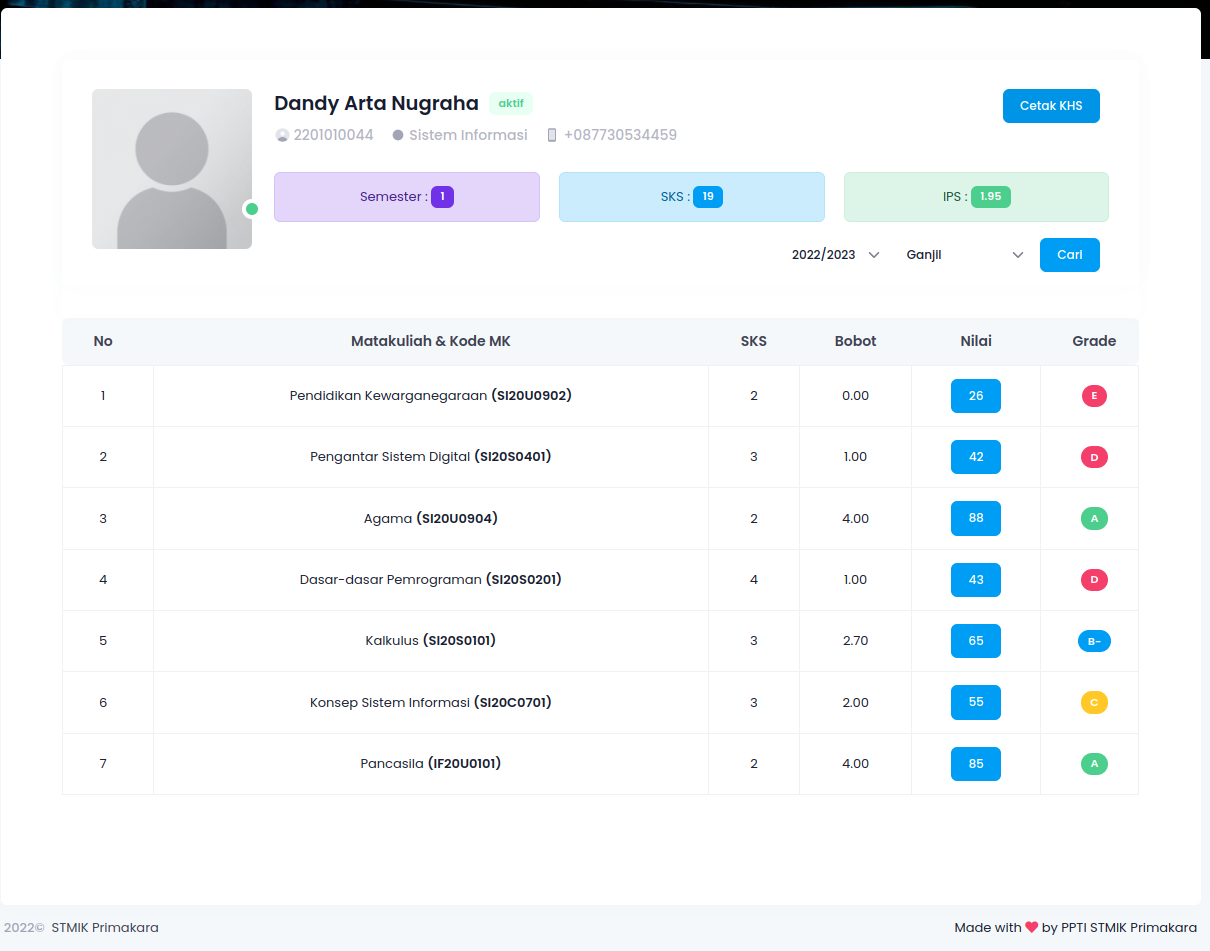 Dandy Arta Nugraha aktif
Cetak KHS
2201010044 Sistem Informasi +087730534459
Semester : 1
SKS : 19
IPS : 1.95
2022/2023 Ganjil Cari
No Matakuliah & Kode MK SKS Bobot Nilai Grade
1 Pendidikan Kewarganegaraan (SI20U0902) 2 0.00 26 E
2 Pengantar Sistem Digital (SI20S0401) 3 1.00 42 D
3 Agama (SI20U0904) 2 4.00 88 A
4 Dasar-dasar Pemrograman (SI20S0201) 4 1.00 43 D
5 Kalkulus (SI20S0101) 3 2.70 65 B-
6 Konsep Sistem Informasi (SI20C0701) 3 2.00 55 C
7 Pancasila (IF20U0101) 2 4.00 85 A
2022© STMIK Primakara
Made with ❤ by PPTI STMIK Primakara